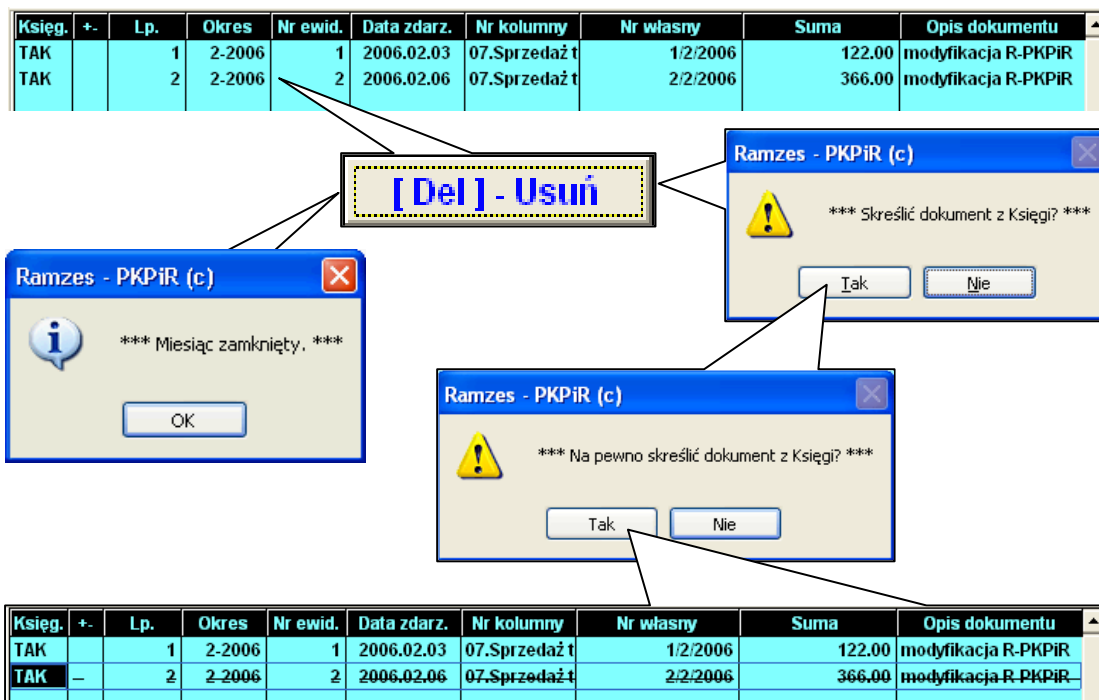 Księg. +- Lp. Okres Nr ewid. Data zdarz. Nr kolumny Nr własny Suma Opis dokumentu
TAK 1 2-2006 1 2006.02.03 07.Sprzedaż t 1/2/2006 122.00 modyfikacja R-PKPiR
TAK 2 2-2006 2 2006.02.06 07.Sprzedaż t 2/2/2006 366.00 modyfikacja R-PKPiR
[ Del ] - Usuń
Ramzes - PKPiR (c)
*** Skreślić dokument z Księgi? ***
Tak Nie
Ramzes - PKPiR (c)
*** Miesiąc zamknięty. ***
OK
Ramzes - PKPiR (c)
*** Na pewno skreślić dokument z Księgi? ***
Tak Nie
Księg. +- Lp. Okres Nr ewid. Data zdarz. Nr kolumny Nr własny Suma Opis dokumentu
TAK 1 2-2006 1 2006.02.03 07.Sprzedaż t 1/2/2006 122.00 modyfikacja R-PKPiR
TAK – 2 2-2006 2 2006.02.06 07.Sprzedaż t 2/2/2006 366.00 modyfikacja R-PKPiR